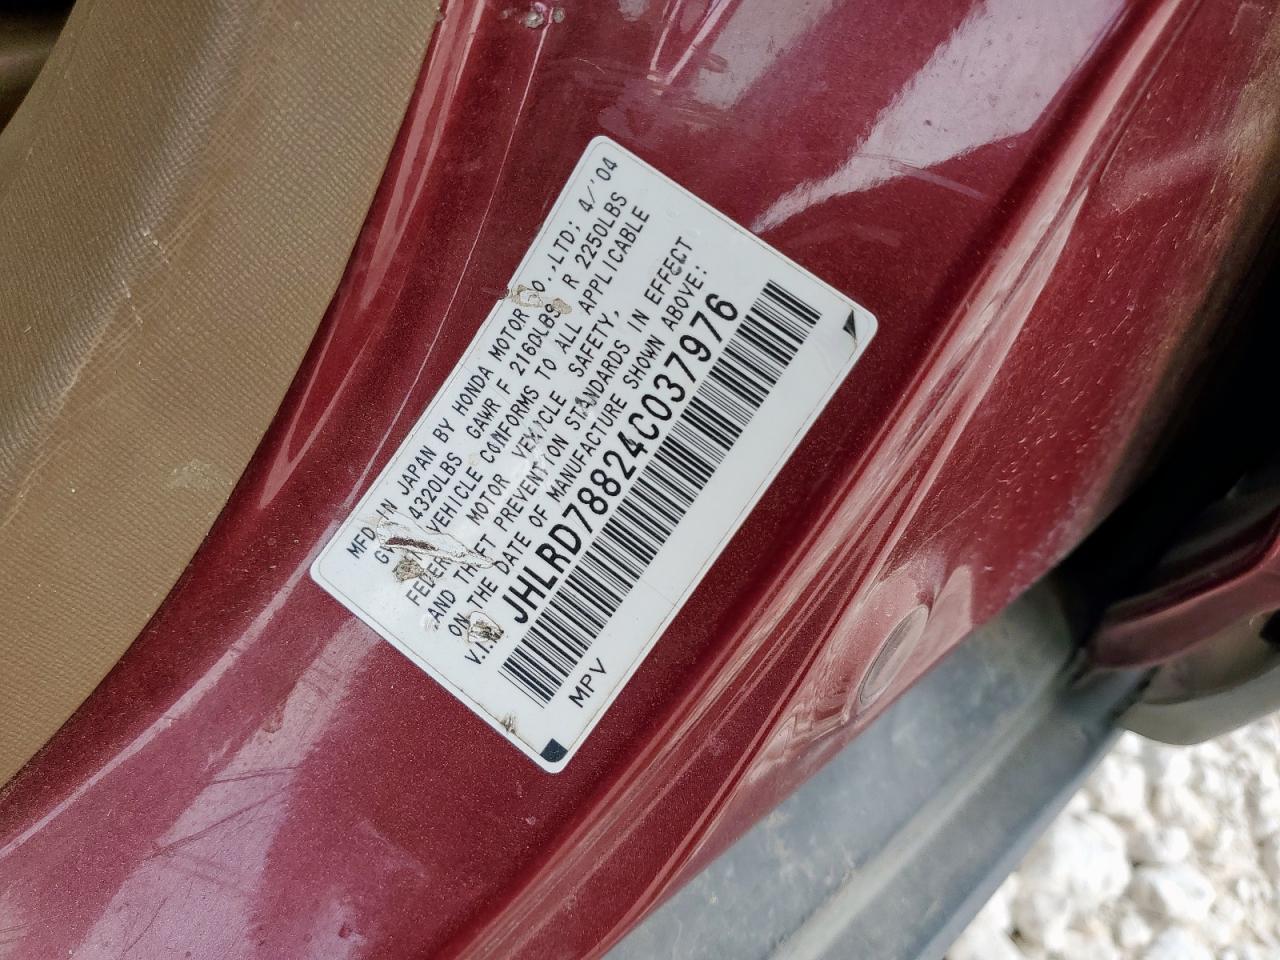 MFD IN JAPAN BY HONDA MOTOR ,LTD; 4/'04
4320LBS GAWR F 2160LBS R 2250LBS
VEHICLE CONFORMS TO ALL APPLICABLE
MOTOR VEHICLE SAFETY,
AND THEFT PREVENTION STANDARDS IN EFFECT
ON THE DATE OF MANUFACTURE SHOWN ABOVE:
JHLRD78824C037976
MPV